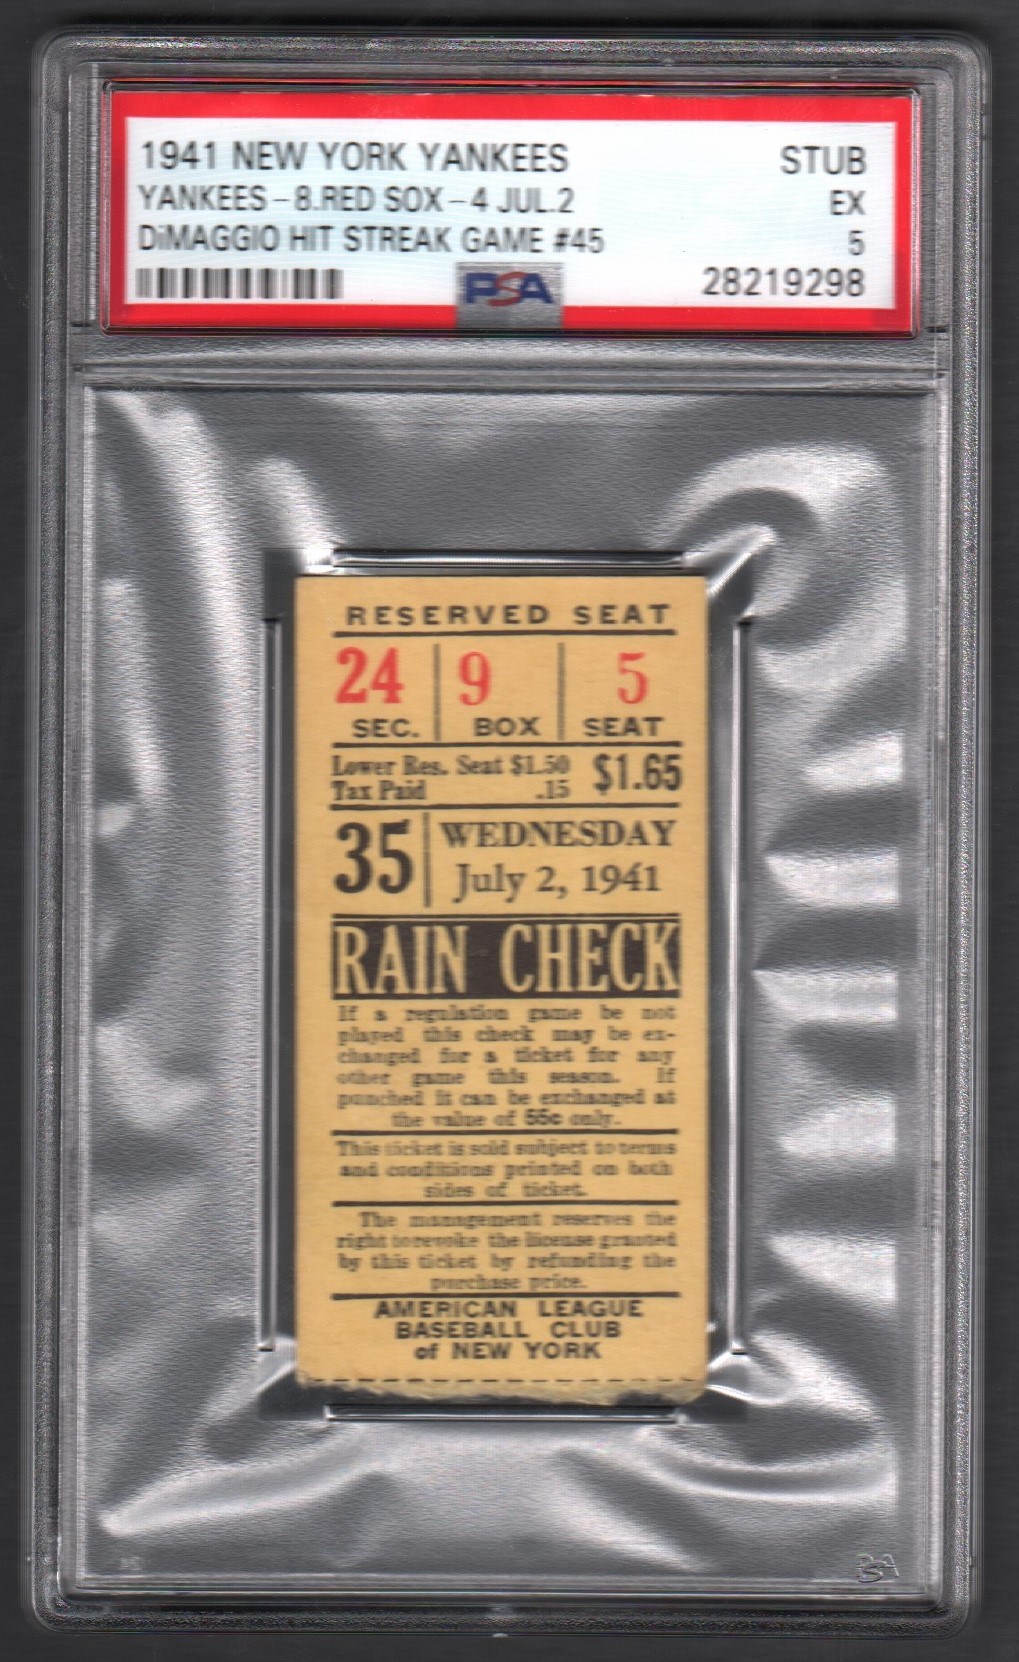 1941 NEW YORK YANKEES STUB
YANKEES-8.RED SOX-4 JUL.2 EX
DiMAGGIO HIT STREAK GAME #45 5
PSA 28219298
RESERVED SEAT
24 9 5
SEC. BOX SEAT
Lower Res. Seat $1.50 $1.65
Tax Paid .15
35 WEDNESDAY
July 2, 1941
RAIN CHECK
If a regulation game be not
played this check may be ex-
changed for a ticket for any
other game this season. If
punched it can be exchanged at
the value of 55c only.
This ticket is sold subject to terms
and conditions printed on both
sides of ticket.
The management reserves the
right to revoke the license granted
by this ticket by refunding the
purchase price.
AMERICAN LEAGUE
BASEBALL CLUB
of NEW YORK
PSA